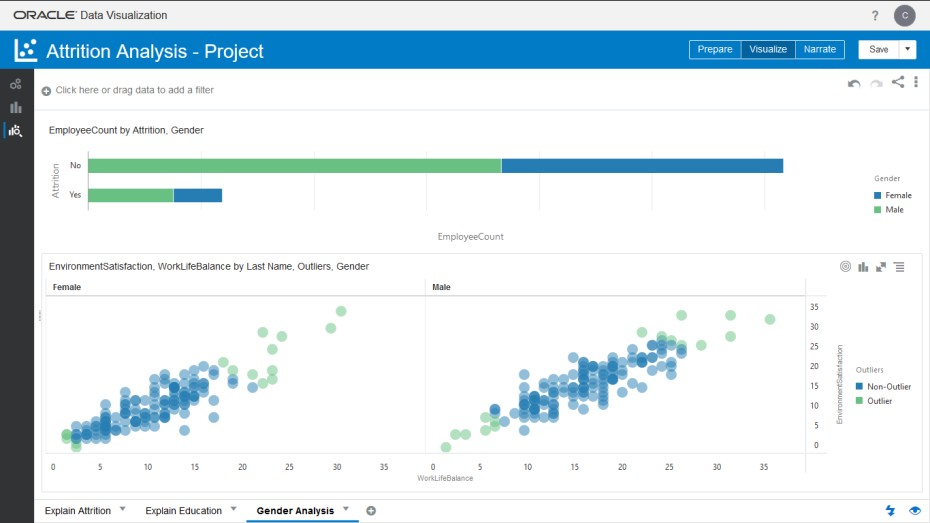 ORACLE Data Visualization
?
C
Attrition Analysis - Project
Prepare
Visualize
Narrate
Save
Click here or drag data to add a filter
EmployeeCount by Attrition, Gender
Attrition
No
Yes
EmployeeCount
Gender
Female
Male
EnvironmentSatisfaction, WorkLifeBalance by Last Name, Outliers, Gender
Female
Male
35
30
25
20
15
10
5
0
EnvironmentSatisfaction
Outliers
Non-Outlier
Outlier
0 5 10 15 20 25 30 35 0 5 10 15 20 25 30 35
WorkLifeBalance
Explain Attrition
Explain Education
Gender Analysis